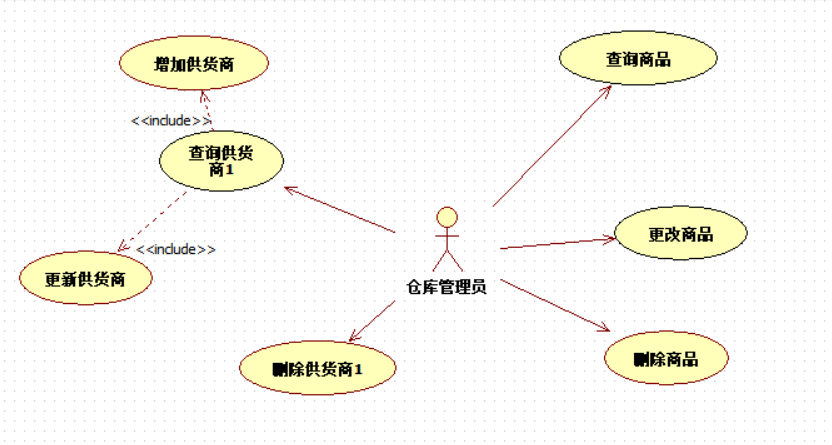 增加供货商
查询商品
<<include>>
查询供货
商1
更改商品
<<include>>
更新供货商
仓库管理员
删除供货商1
删除商品